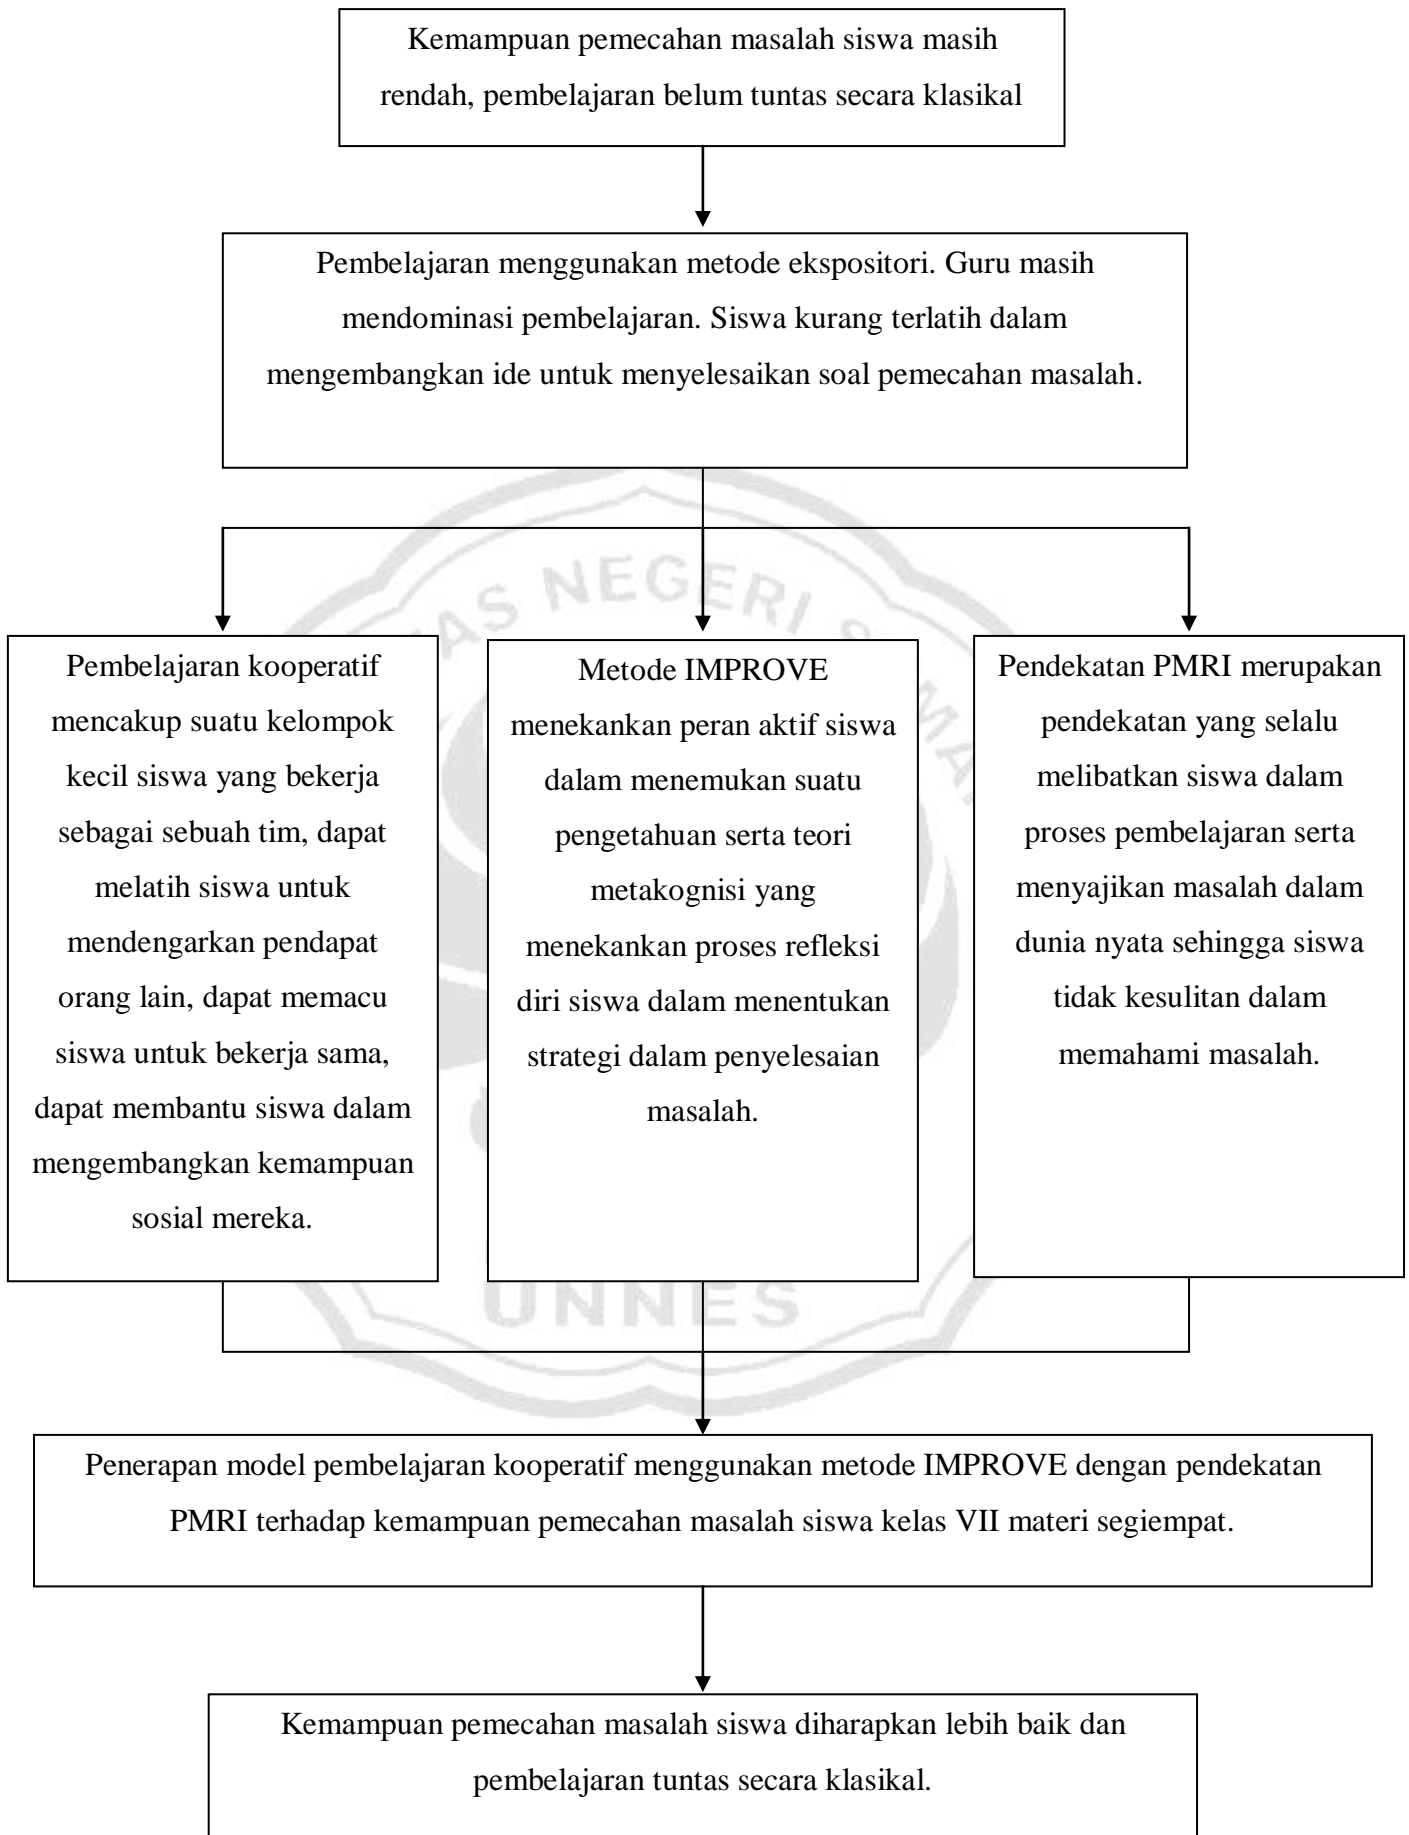 Kemampuan pemecahan masalah siswa masih
rendah, pembelajaran belum tuntas secara klasikal
Pembelajaran menggunakan metode ekspositori. Guru masih
mendominasi pembelajaran. Siswa kurang terlatih dalam
mengembangkan ide untuk menyelesaikan soal pemecahan masalah.
Pembelajaran kooperatif
mencakup suatu kelompok
kecil siswa yang bekerja
sebagai sebuah tim, dapat
melatih siswa untuk
mendengarkan pendapat
orang lain, dapat memacu
siswa untuk bekerja sama,
dapat membantu siswa dalam
mengembangkan kemampuan
sosial mereka.
Metode IMPROVE
menekankan peran aktif siswa
dalam menemukan suatu
pengetahuan serta teori
metakognisi yang
menekankan proses refleksi
diri siswa dalam menentukan
strategi dalam penyelesaian
masalah.
Pendekatan PMRI merupakan
pendekatan yang selalu
melibatkan siswa dalam
proses pembelajaran serta
menyajikan masalah dalam
dunia nyata sehingga siswa
tidak kesulitan dalam
memahami masalah.
Penerapan model pembelajaran kooperatif menggunakan metode IMPROVE dengan pendekatan
PMRI terhadap kemampuan pemecahan masalah siswa kelas VII materi segiempat.
Kemampuan pemecahan masalah siswa diharapkan lebih baik dan
pembelajaran tuntas secara klasikal.
NEGERI
UNNES